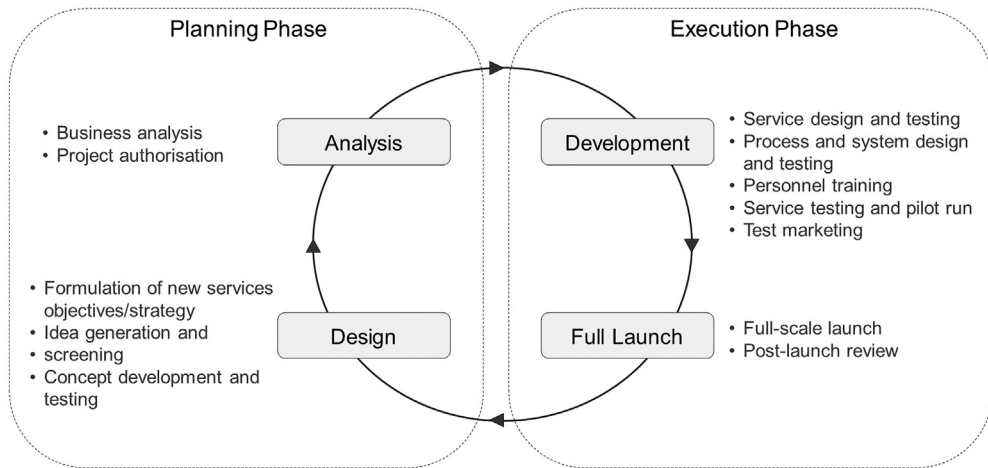 Planning Phase
• Business analysis
• Project authorisation
Analysis
• Formulation of new services
objectives/strategy
• Idea generation and
• screening
• Concept development and
testing
Design
Execution Phase
Development
• Service design and testing
• Process and system design
and testing
• Personnel training
• Service testing and pilot run
• Test marketing
Full Launch
• Full-scale launch
• Post-launch review